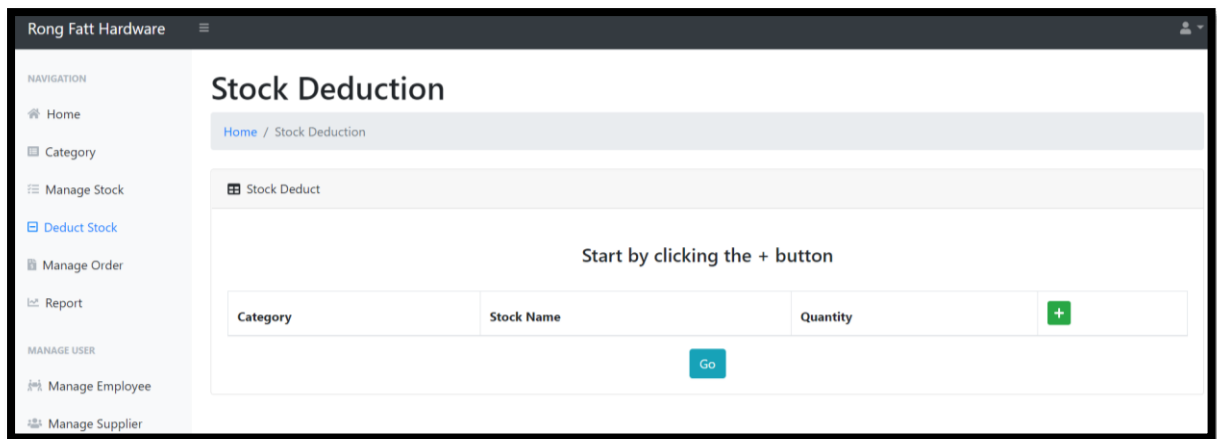 Rong Fatt Hardware
NAVIGATION
Home
Category
Manage Stock
Deduct Stock
Manage Order
Report
MANAGE USER
Manage Employee
Manage Supplier
Stock Deduction
Home / Stock Deduction
Stock Deduct
Start by clicking the + button
Category Stock Name Quantity +
Go